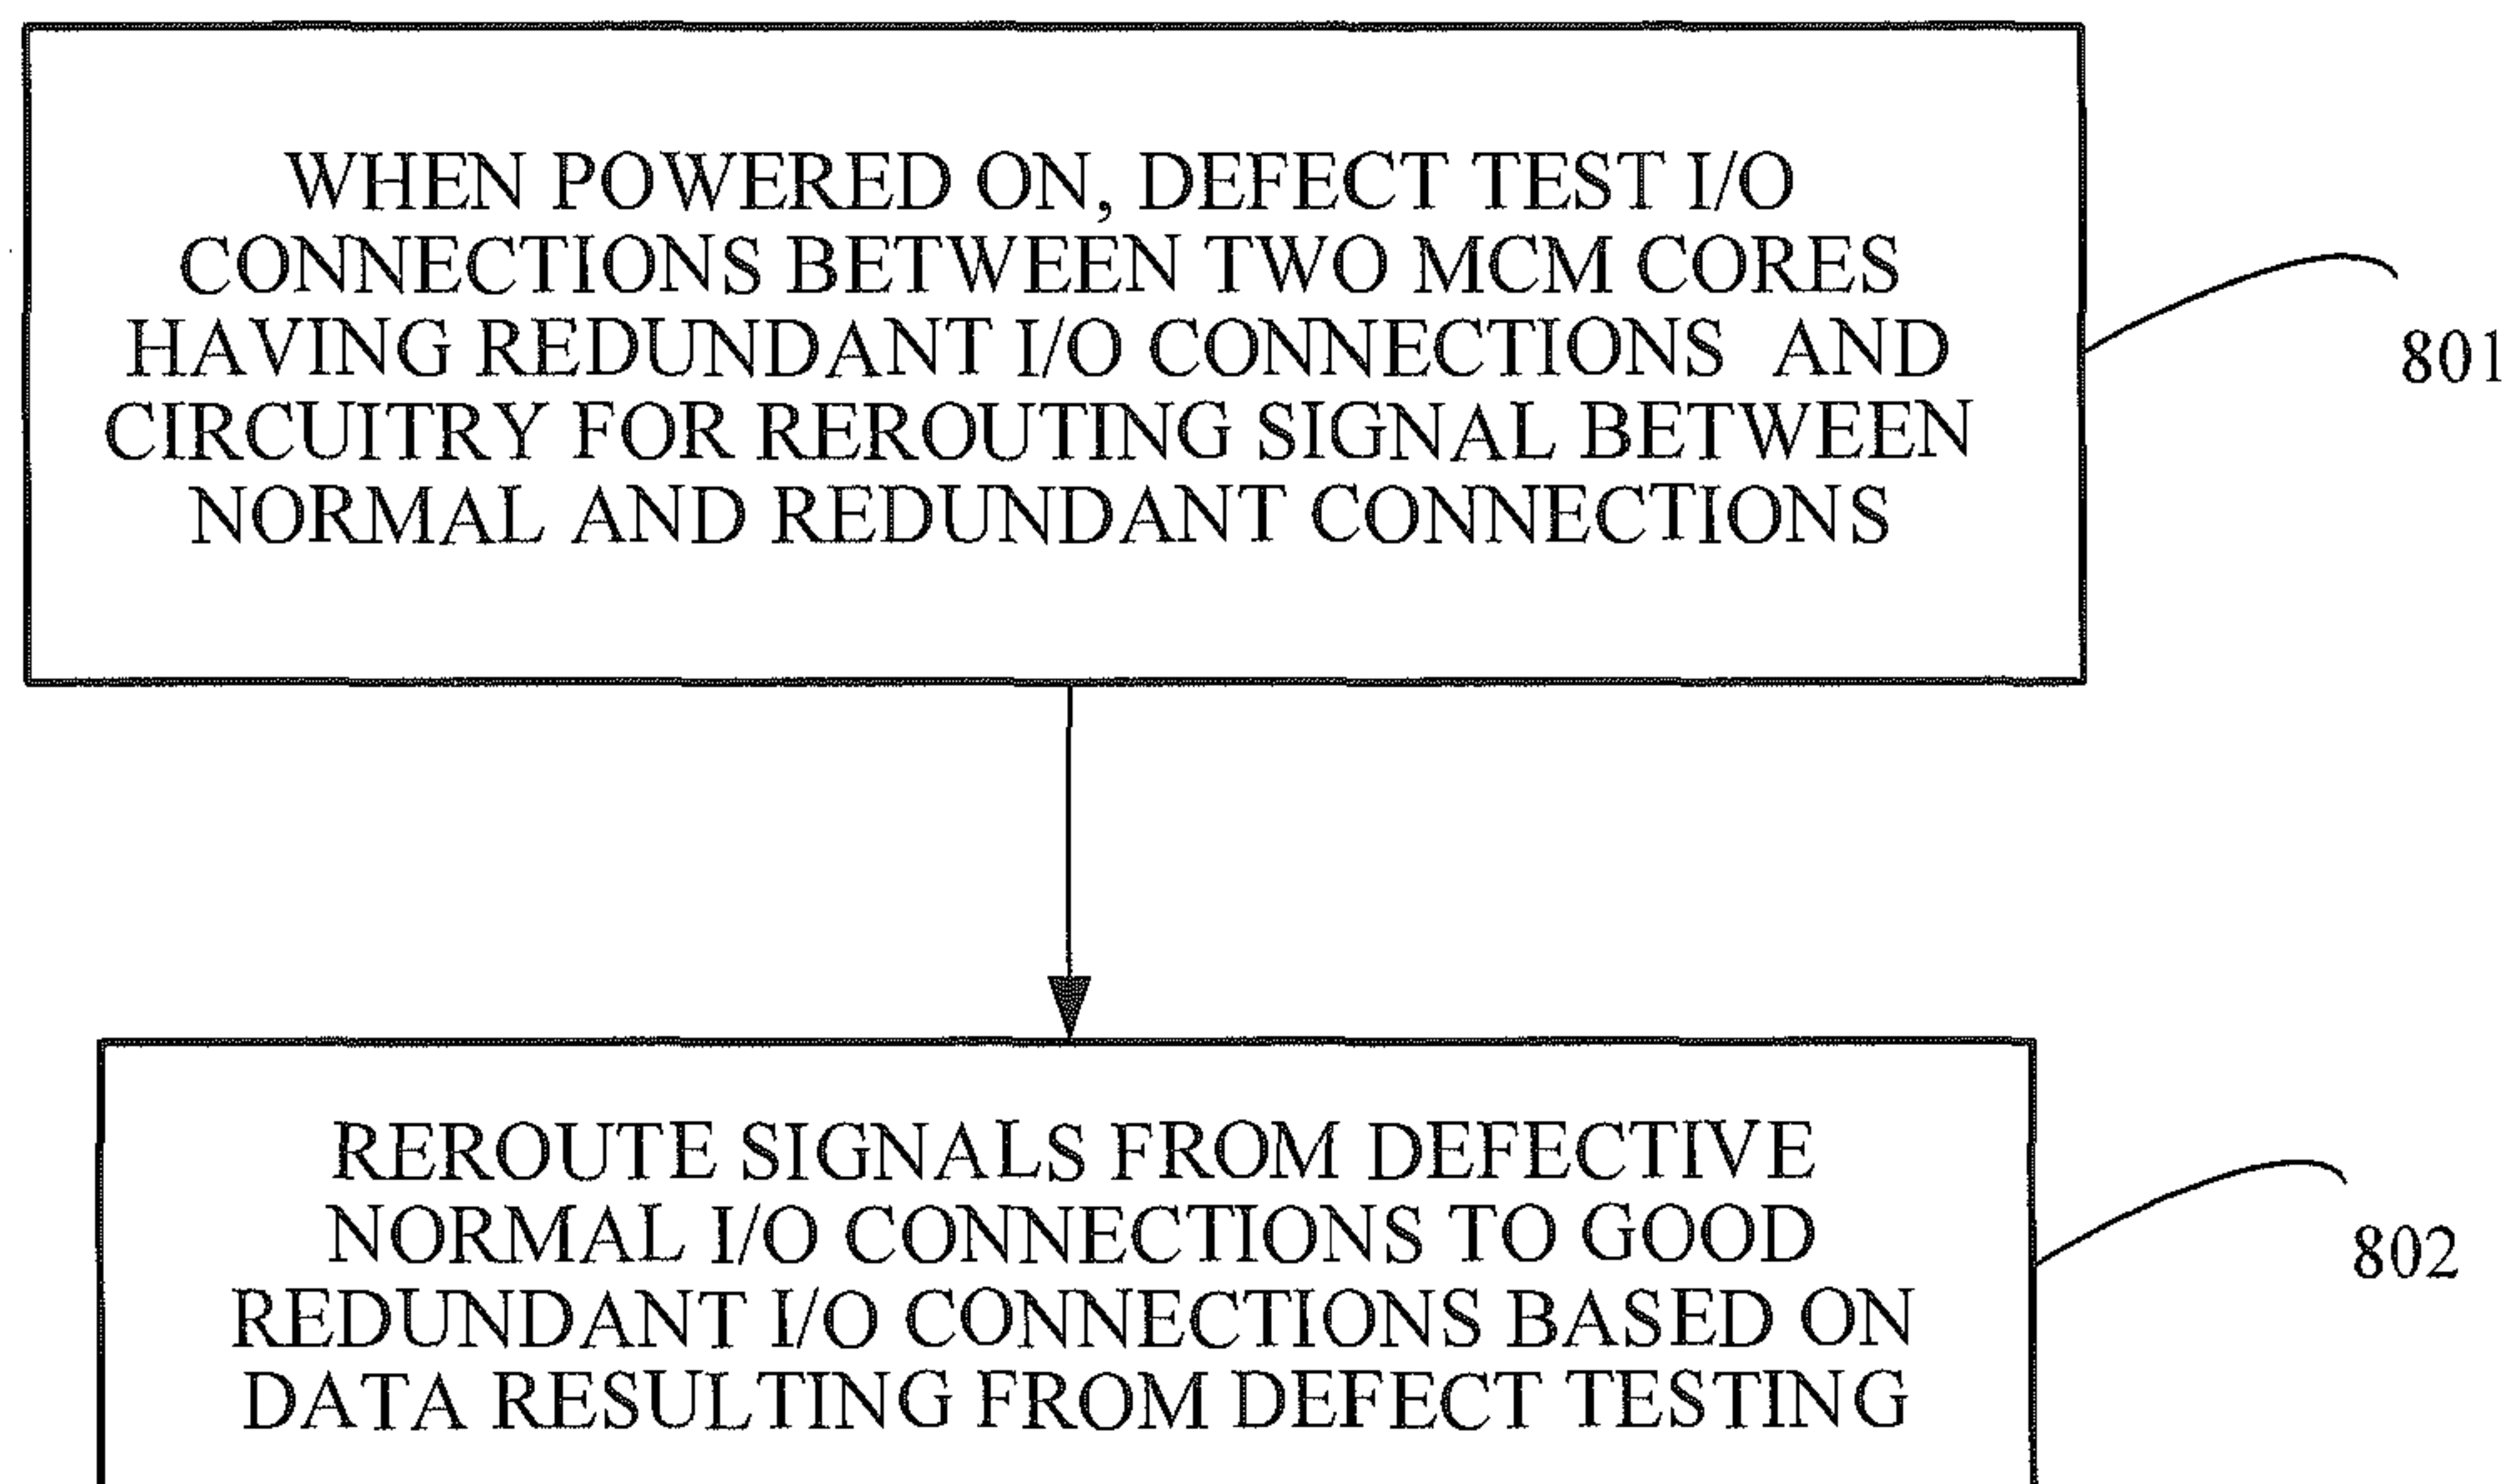 WHEN POWERED ON, DEFECT TEST I/O
CONNECTIONS BETWEEN TWO MCM CORES
HAVING REDUNDANT I/O CONNECTIONS AND
CIRCUITRY FOR REROUTING SIGNAL BETWEEN
NORMAL AND REDUNDANT CONNECTIONS
801
REROUTE SIGNALS FROM DEFECTIVE
NORMAL I/O CONNECTIONS TO GOOD
REDUNDANT I/O CONNECTIONS BASED ON
DATA RESULTING FROM DEFECT TESTING
802